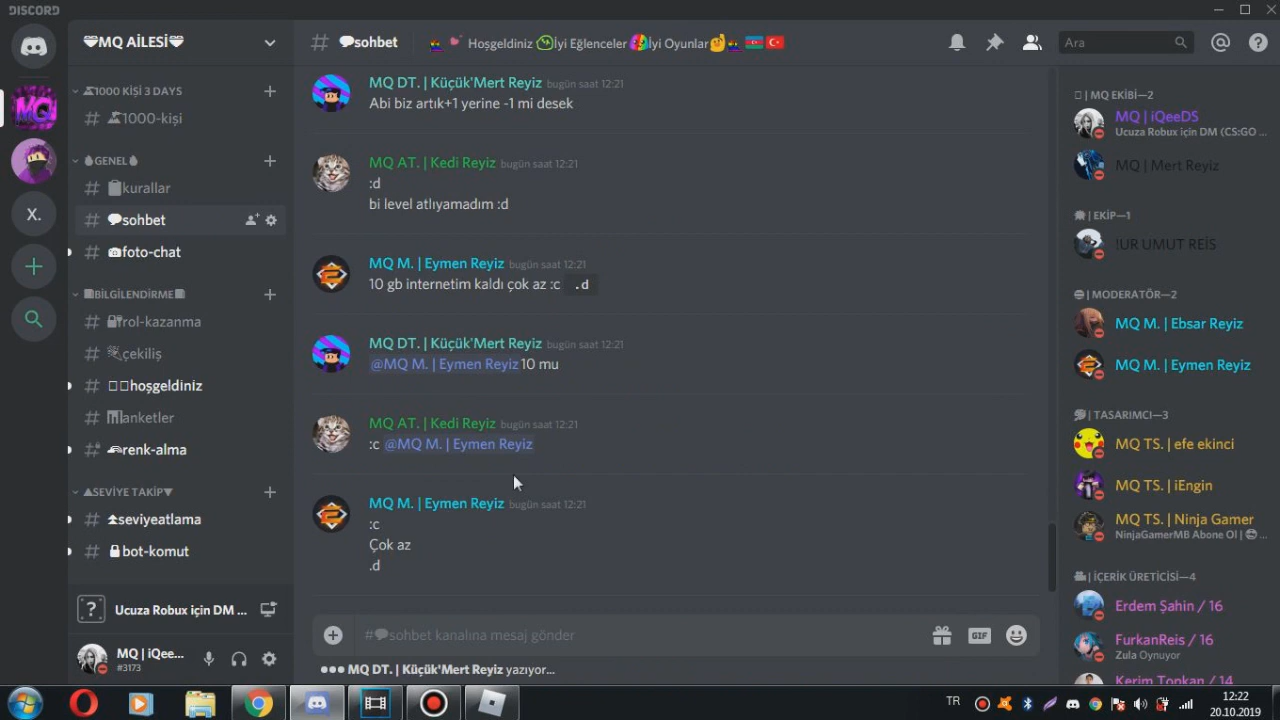 DISCORD
MQ AİLESİ
1000 KİŞİ 3 DAYS
1000-kişi
GENEL
kurallar
sohbet
foto-chat
BİLGİLENDİRME
rol-kazanma
çekiliş
hoşgeldiniz
anketler
renk-alma
SEVİYE TAKİP
seviyeatlama
bot-komut
Ucuza Robux için DM ...
MQ | iQee...
#3173
MQ
X.
# sohbet
Hoşgeldiniz İyi Eğlenceler İyi Oyunlar
Ara
MQ DT. | Küçük'Mert Reyiz bugün saat 12:21
Abi biz artık+1 yerine -1 mi desek
MQ AT. | Kedi Reyiz bugün saat 12:21
:d
bi level atlıyamadım :d
MQ M. | Eymen Reyiz bugün saat 12:21
10 gb internetim kaldı çok az :c .d
MQ DT. | Küçük'Mert Reyiz bugün saat 12:21
@MQ M. | Eymen Reyiz 10 mu
MQ AT. | Kedi Reyiz bugün saat 12:21
:c @MQ M. | Eymen Reyiz
MQ M. | Eymen Reyiz bugün saat 12:21
:c
Çok az
.d
#sohbet kanalına mesaj gönder
GIF
MQ DT. | Küçük'Mert Reyiz yazıyor...
| MQ EKİBİ—2
MQ | iQeeDS
Ucuza Robux için DM (CS:GO ...
MQ | Mert Reyiz
| EKİP—1
!UR UMUT REİS
| MODERATÖR—2
MQ M. | Ebsar Reyiz
MQ M. | Eymen Reyiz
| TASARIMCI—3
MQ TS. | efe ekinci
MQ TS. | iEngin
MQ TS. | Ninja Gamer
NinjaGamerMB Abone Ol | ...
| İÇERİK ÜRETİCİSİ—4
Erdem Şahin / 16
FurkanReis / 16
Zula Oynuyor
Kerim Tonkan / 14
TR
12:22
20.10.2019